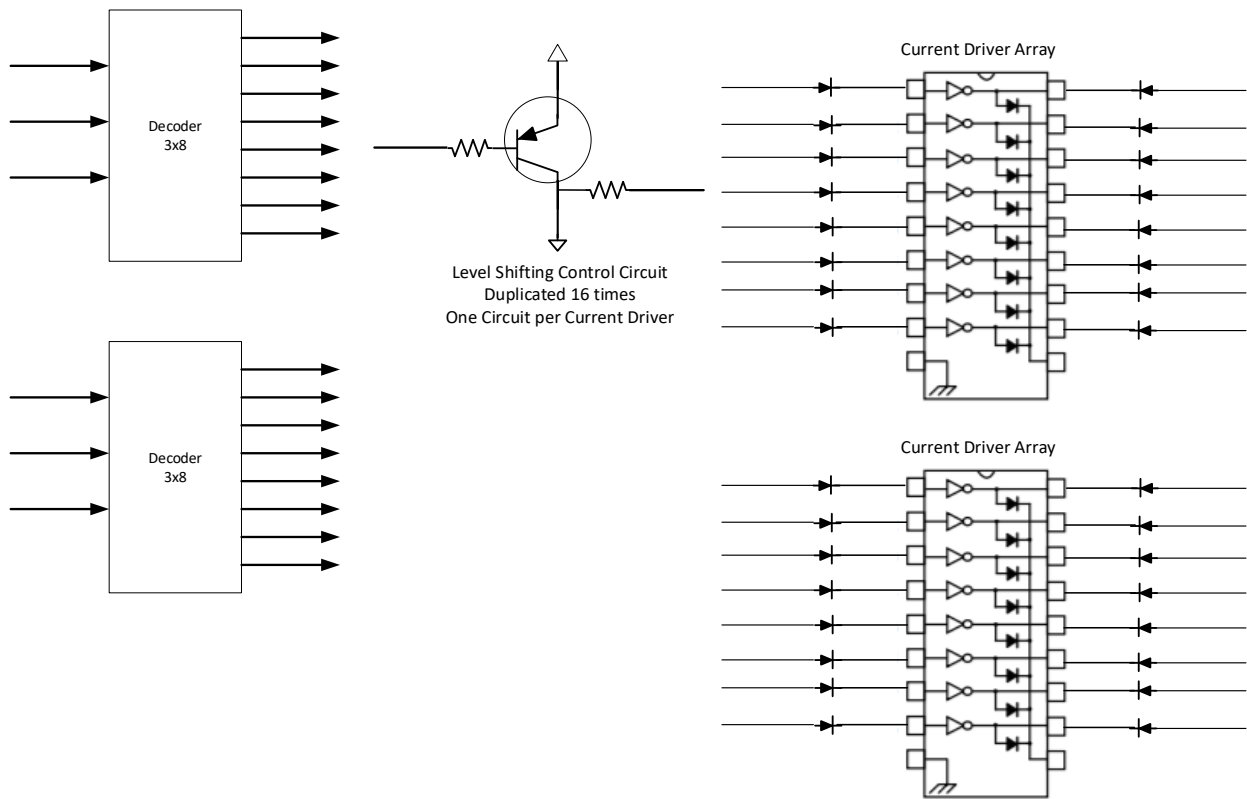 Decoder
3x8
Level Shifting Control Circuit
Duplicated 16 times
One Circuit per Current Driver
Current Driver Array
Decoder
3x8
Current Driver Array